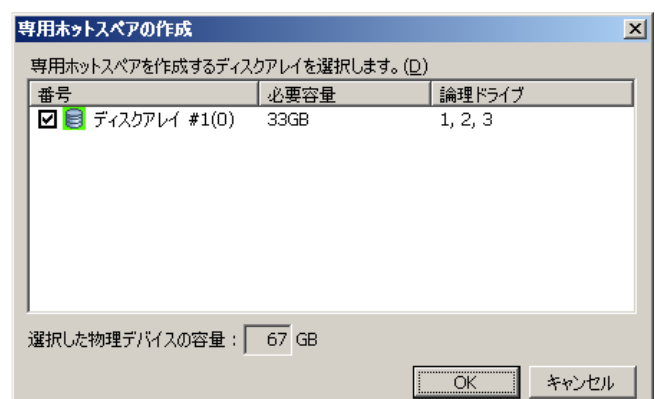 専用ホットスペアの作成
専用ホットスペアを作成するディスクアレイを選択します。(D)
番号 必要容量 論理ドライブ
ディスクアレイ #1(0) 33GB 1, 2, 3
選択した物理デバイスの容量： 67 GB
OK キャンセル